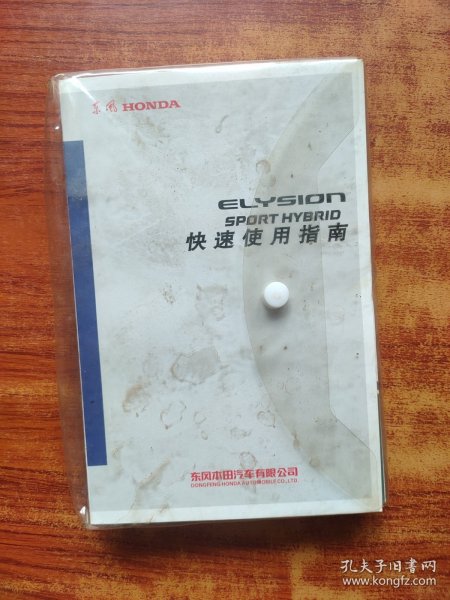 东风 HONDA
ELYSION
SPORT HYBRID
快速使用指南
东风本田汽车有限公司
DONGFENG HONDA AUTOMOBILE CO., LTD.
孔夫子旧书网
www.kongfz.com